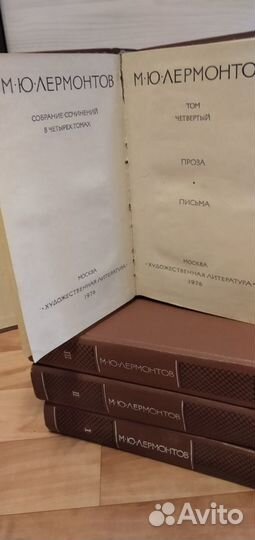 М·Ю·ЛЕРМОНТОВ
СОБРАНИЕ СОЧИНЕНИЙ
В ЧЕТЫРЕХ ТОМАХ
МОСКВА
·ХУДОЖЕСТВЕННАЯ ЛИТЕРАТУРА·
1976
М·Ю·ЛЕРМОНТОВ
ТОМ
ЧЕТВЕРТЫЙ
ПРОЗА
·
ПИСЬМА
МОСКВА
·ХУДОЖЕСТВЕННАЯ ЛИТЕРАТУРА·
1976
III М·Ю·ЛЕРМОНТОВ
II М·Ю·ЛЕРМОНТОВ
I М·Ю·ЛЕРМОНТОВ
Avito